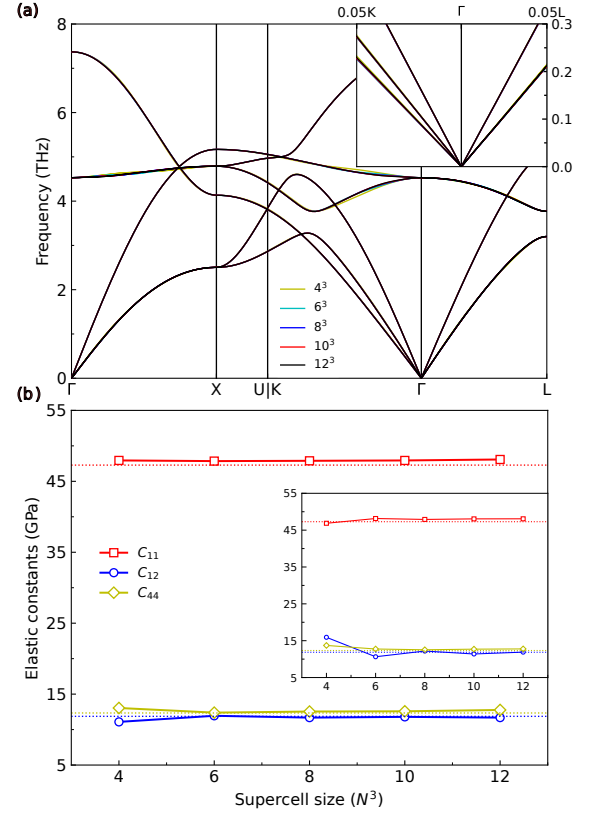 (a)
0.05K Γ 0.05L
8
6
4
2
0
Frequency (THz)
0.3
0.2
0.1
0.0
4³
6³
8³
10³
12³
Γ X U|K Γ L
(b)
55
45
35
25
15
5
Elastic constants (GPa)
C₁₁
C₁₂
C₄₄
55
45
35
25
15
5
4 6 8 10 12
4 6 8 10 12
Supercell size (N³)